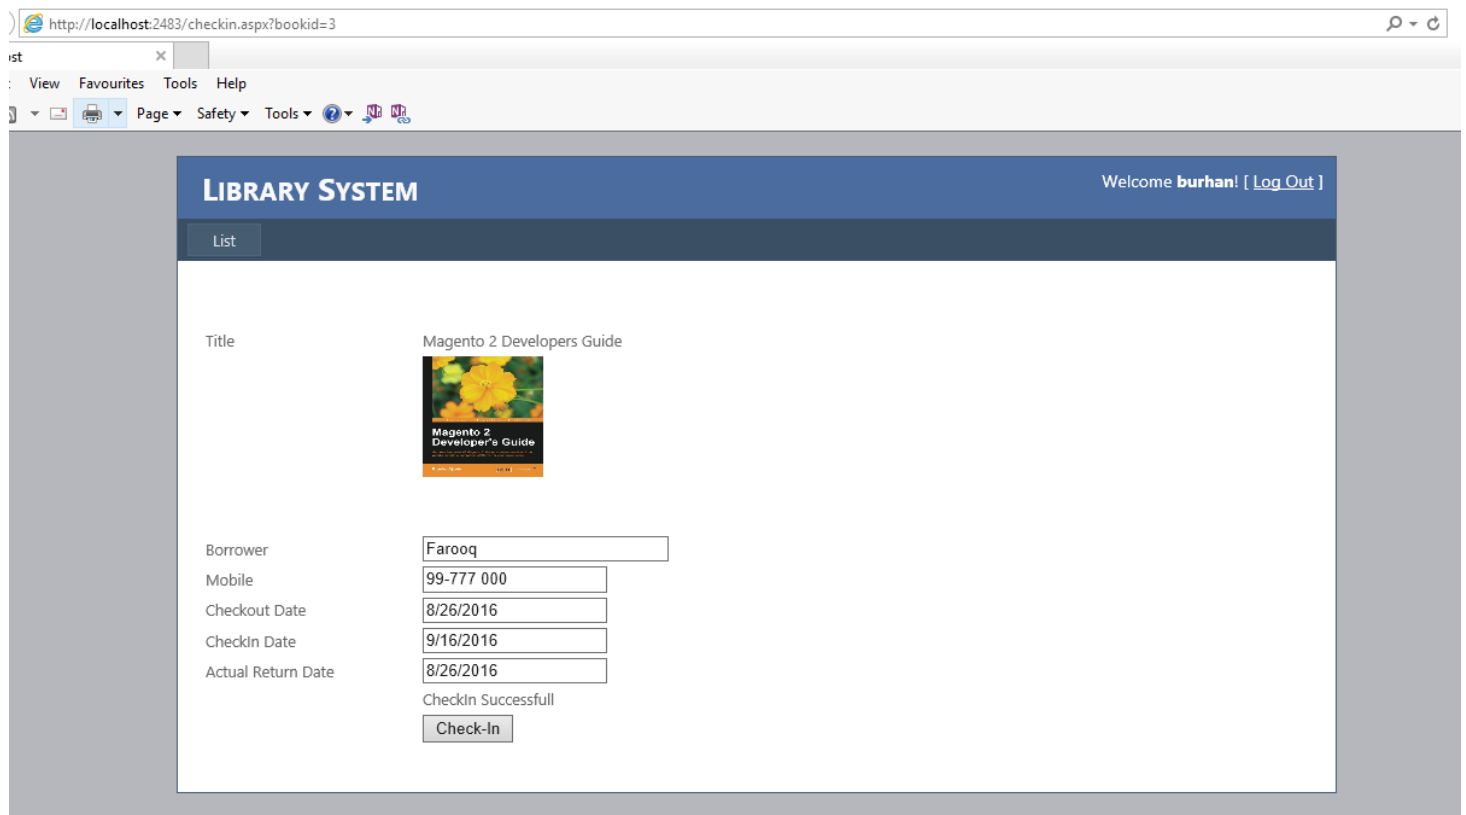 http://localhost:2483/checkin.aspx?bookid=3
ost
View Favourites Tools Help
Page Safety Tools
LIBRARY SYSTEM
Welcome burhan! [ Log Out ]
List
Title
Magento 2 Developers Guide
Magento 2
Developer's Guide
Borrower
Farooq
Mobile
99-777 000
Checkout Date
8/26/2016
CheckIn Date
9/16/2016
Actual Return Date
8/26/2016
CheckIn Successfull
Check-In